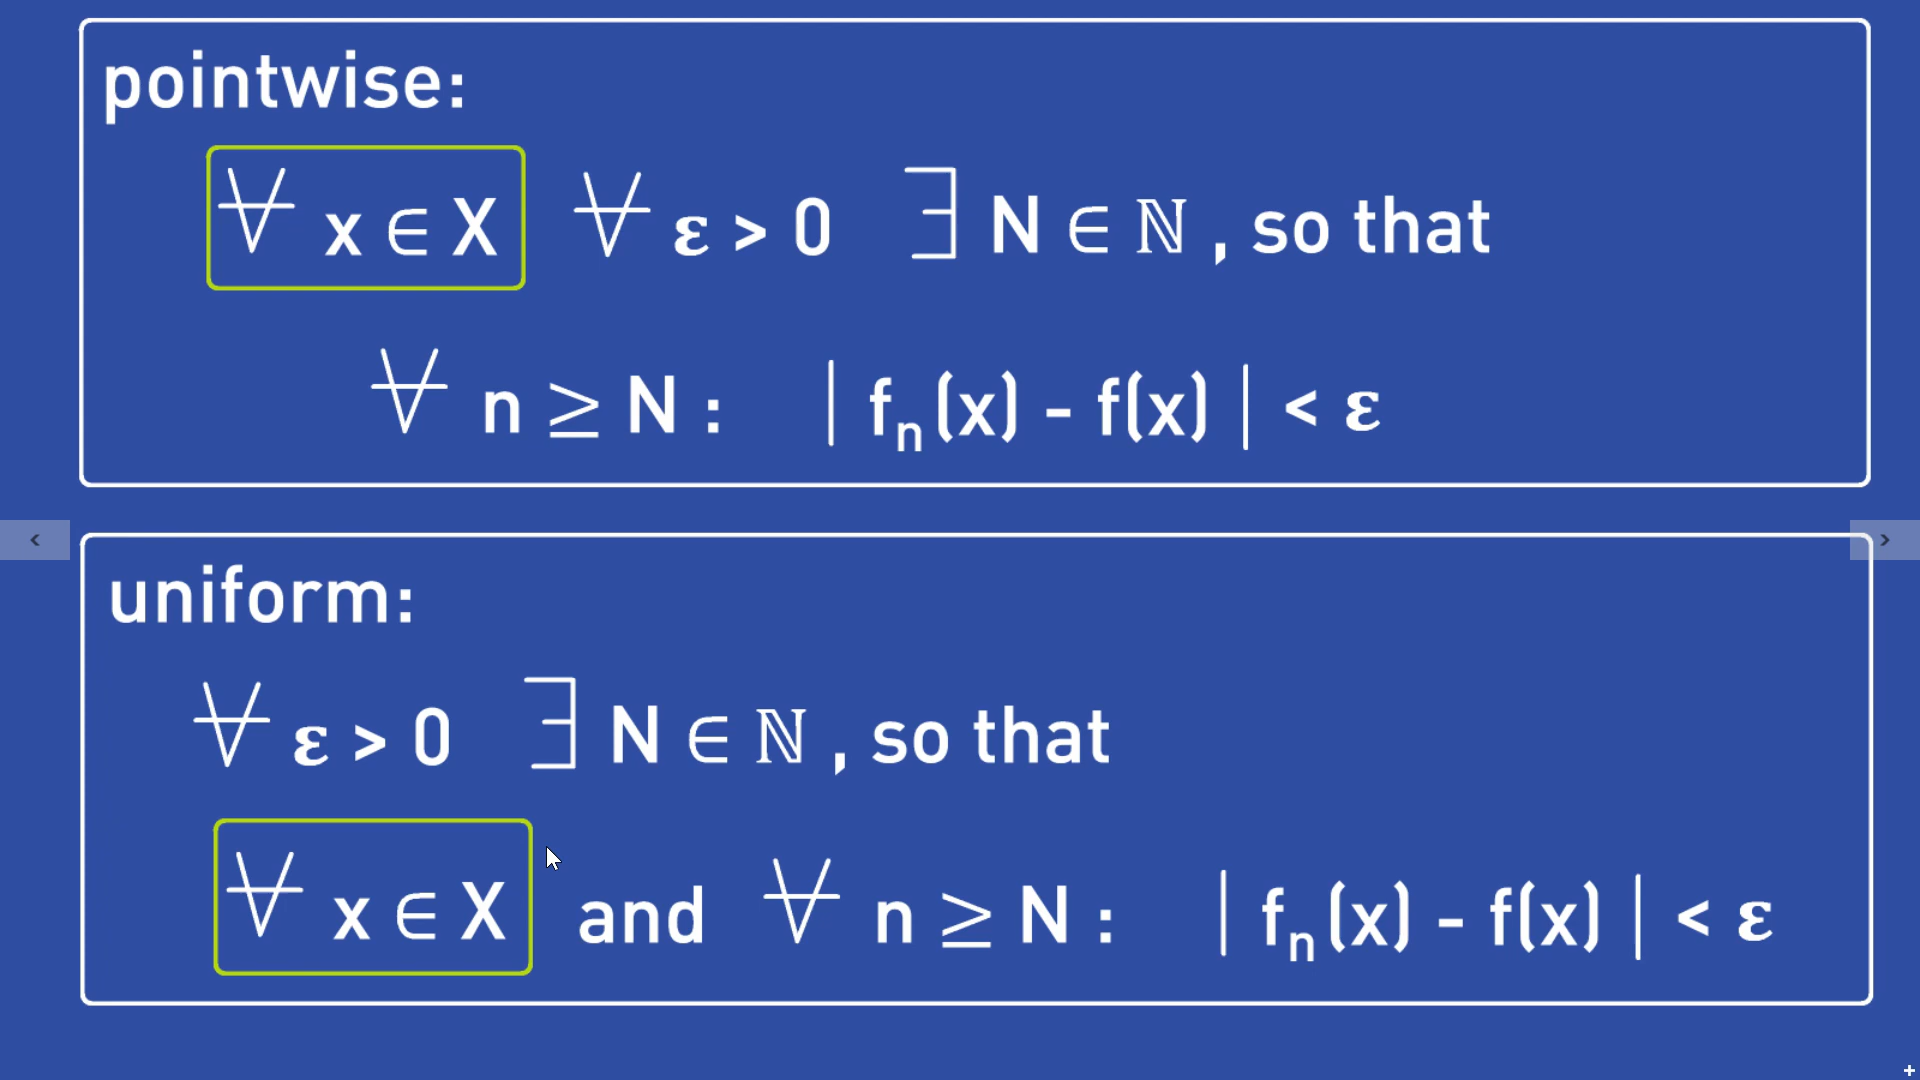 pointwise:
∀ x ∈ X ∀ ε > 0 ∃ N ∈ ℕ , so that
∀ n ≥ N : | fₙ(x) - f(x) | < ε
<
>
uniform:
∀ ε > 0 ∃ N ∈ ℕ , so that
∀ x ∈ X and ∀ n ≥ N : | fₙ(x) - f(x) | < ε
+